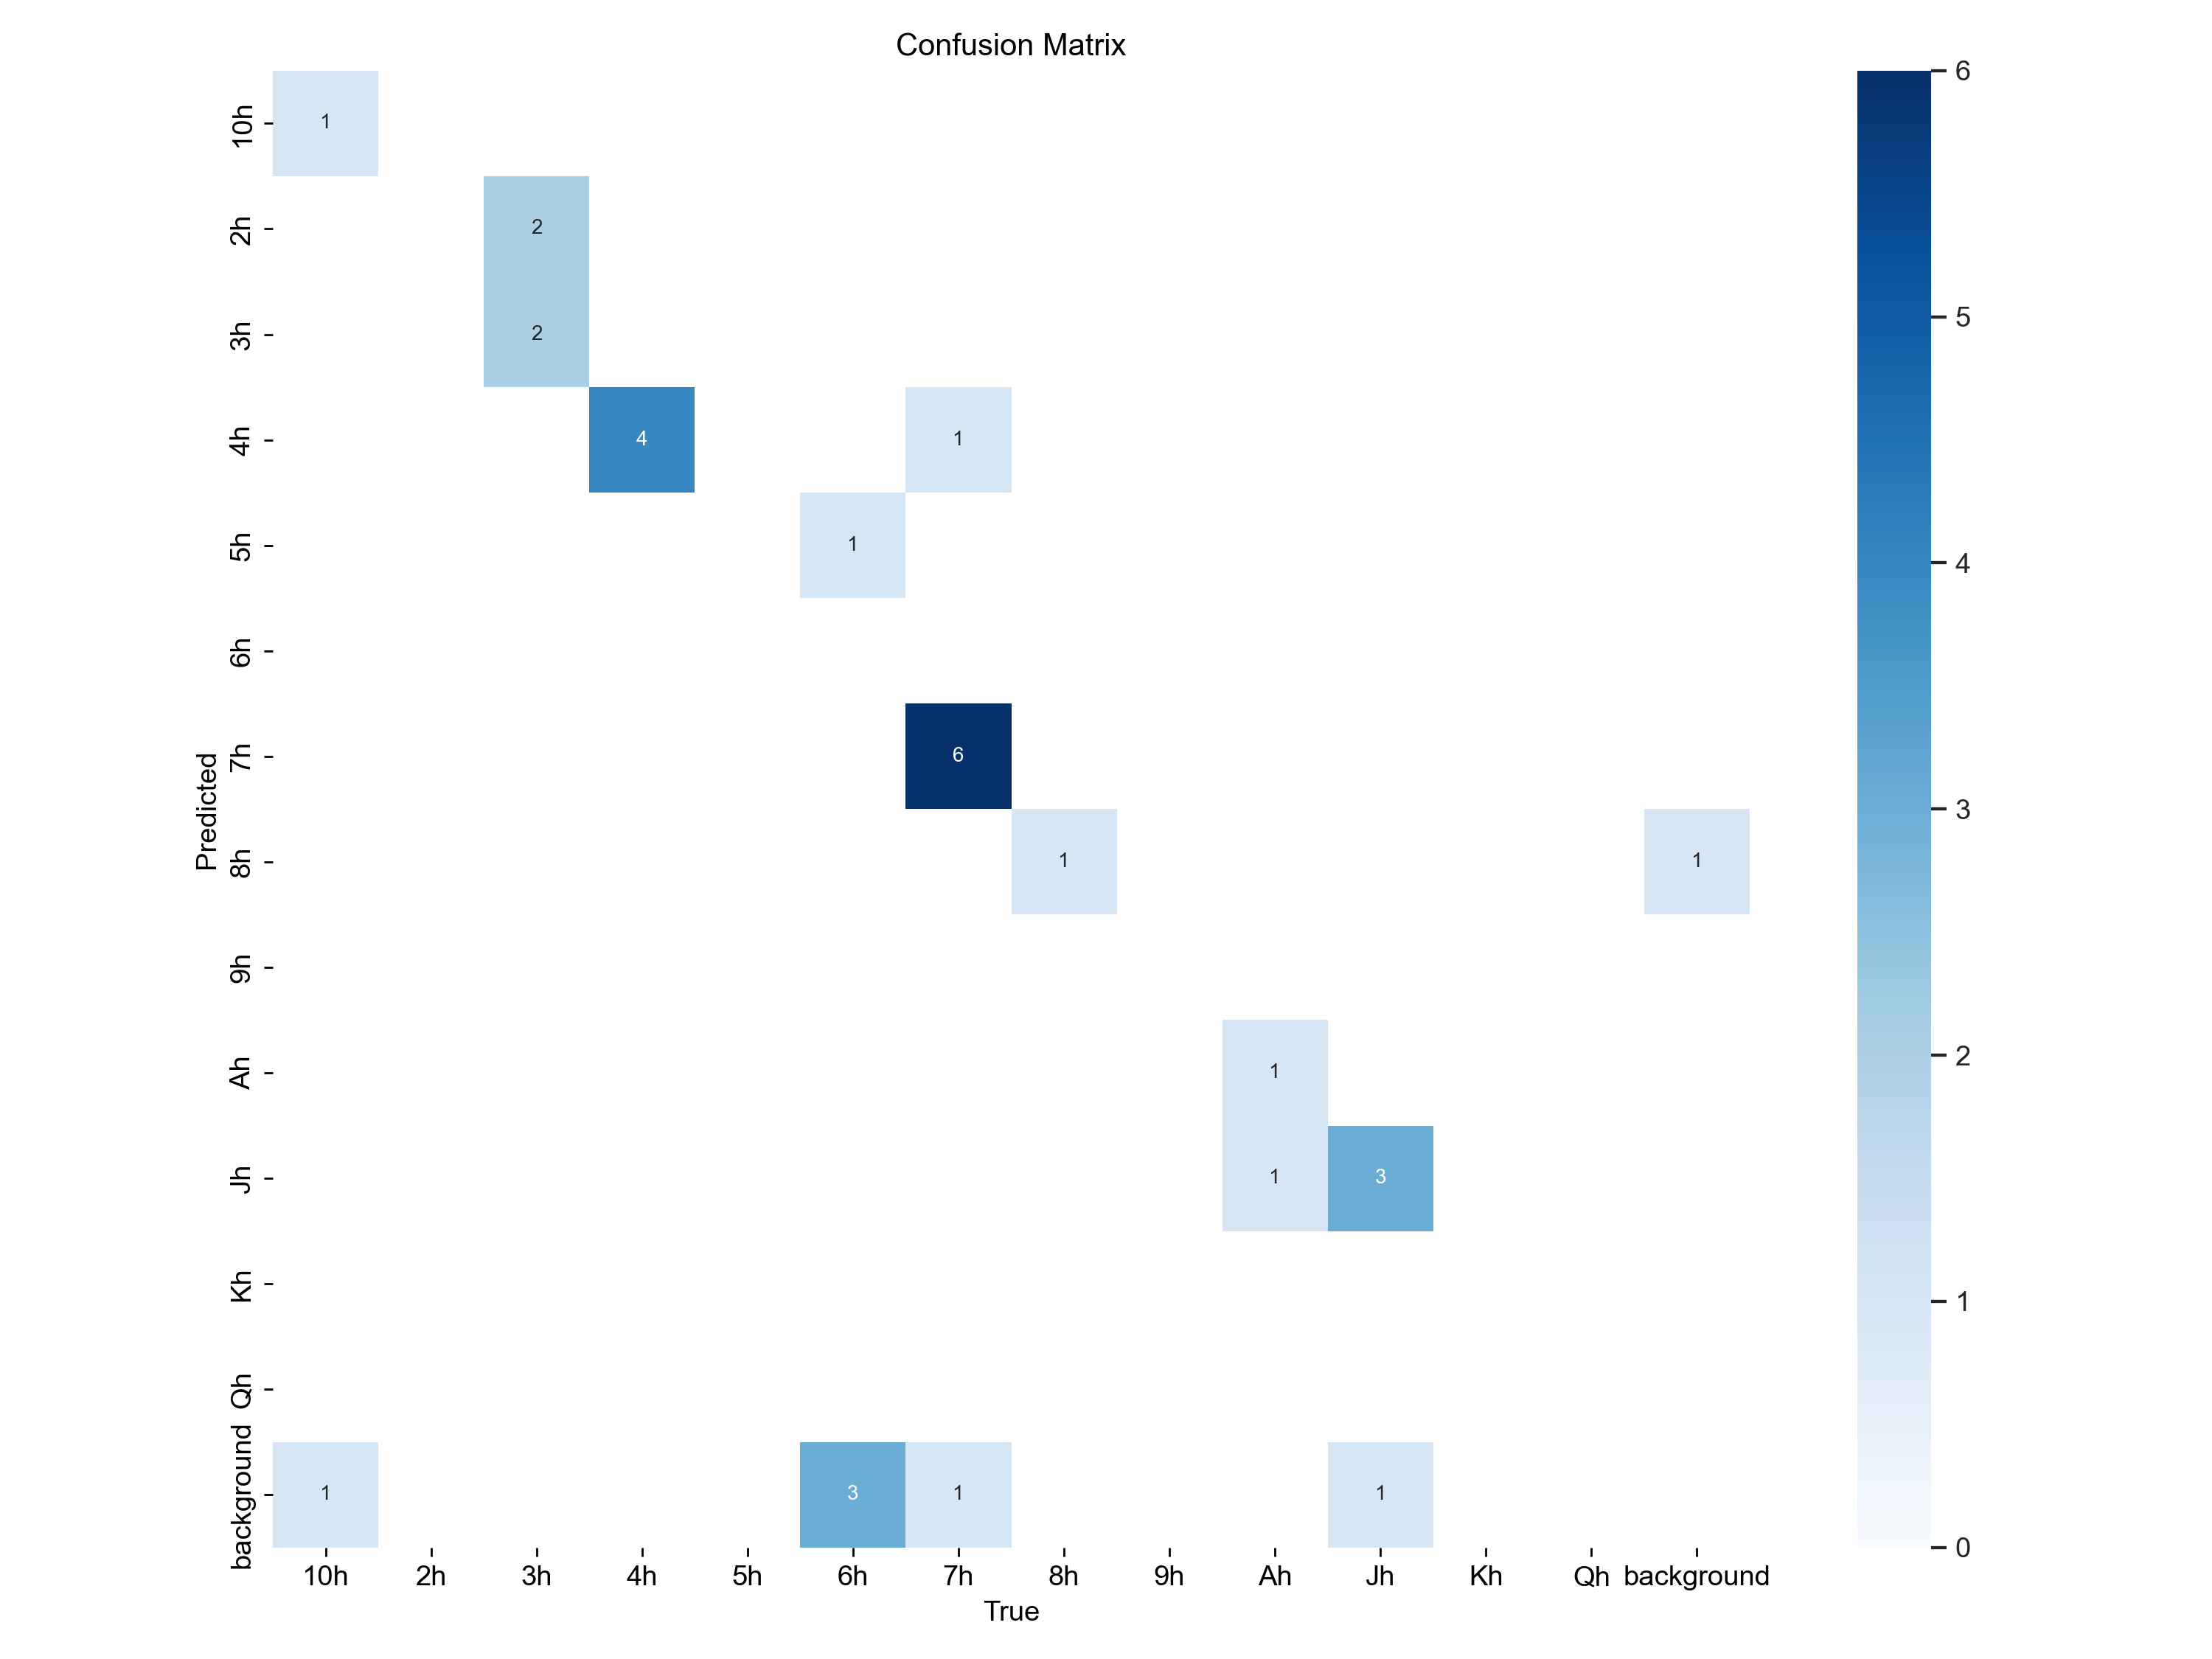 Confusion Matrix
10h 1
2h 2
3h 2
4h 4 1
5h 1
6h
7h 6
8h 1 1
9h
Ah 1
Jh 1 3
Kh
Qh
background 1 3 1 1
Predicted
10h 2h 3h 4h 5h 6h 7h 8h 9h Ah Jh Kh Qh background
True
6
5
4
3
2
1
0